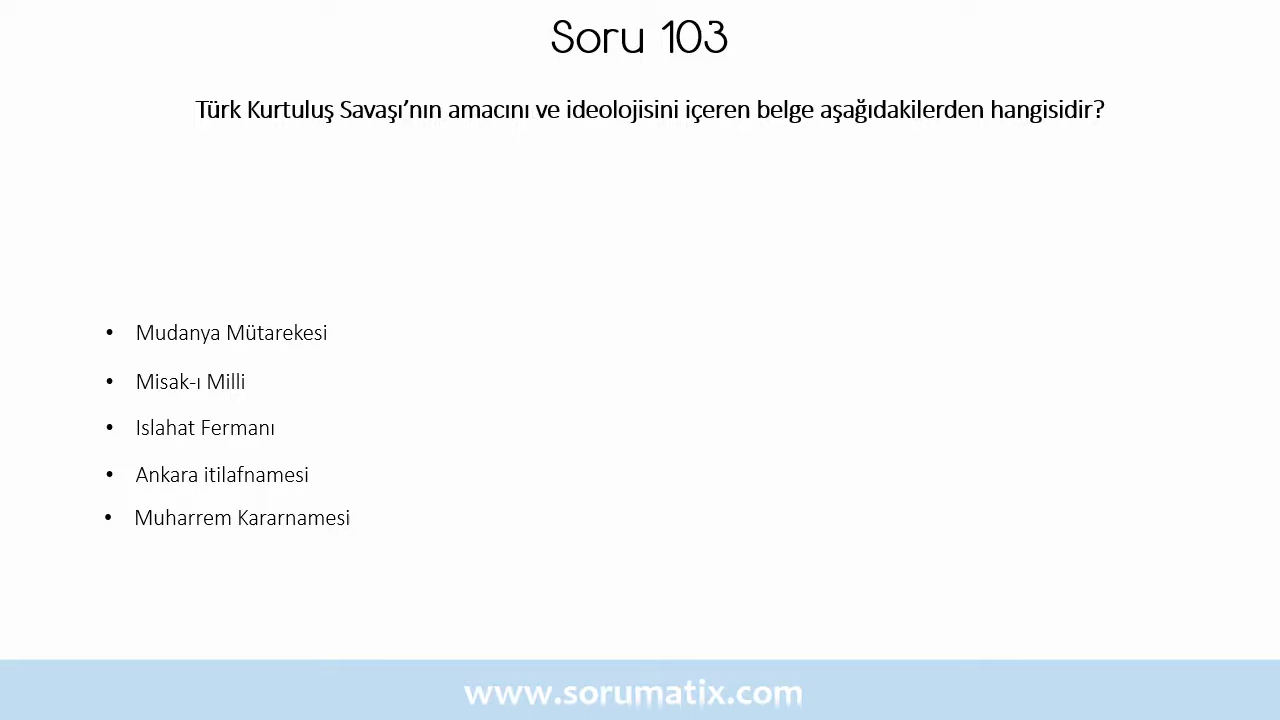 Soru 103
Türk Kurtuluş Savaşı’nın amacını ve ideolojisini içeren belge aşağıdakilerden hangisidir?
• Mudanya Mütarekesi
• Misak-ı Milli
• Islahat Fermanı
• Ankara itilafnamesi
• Muharrem Kararnamesi
www.sorumatix.com